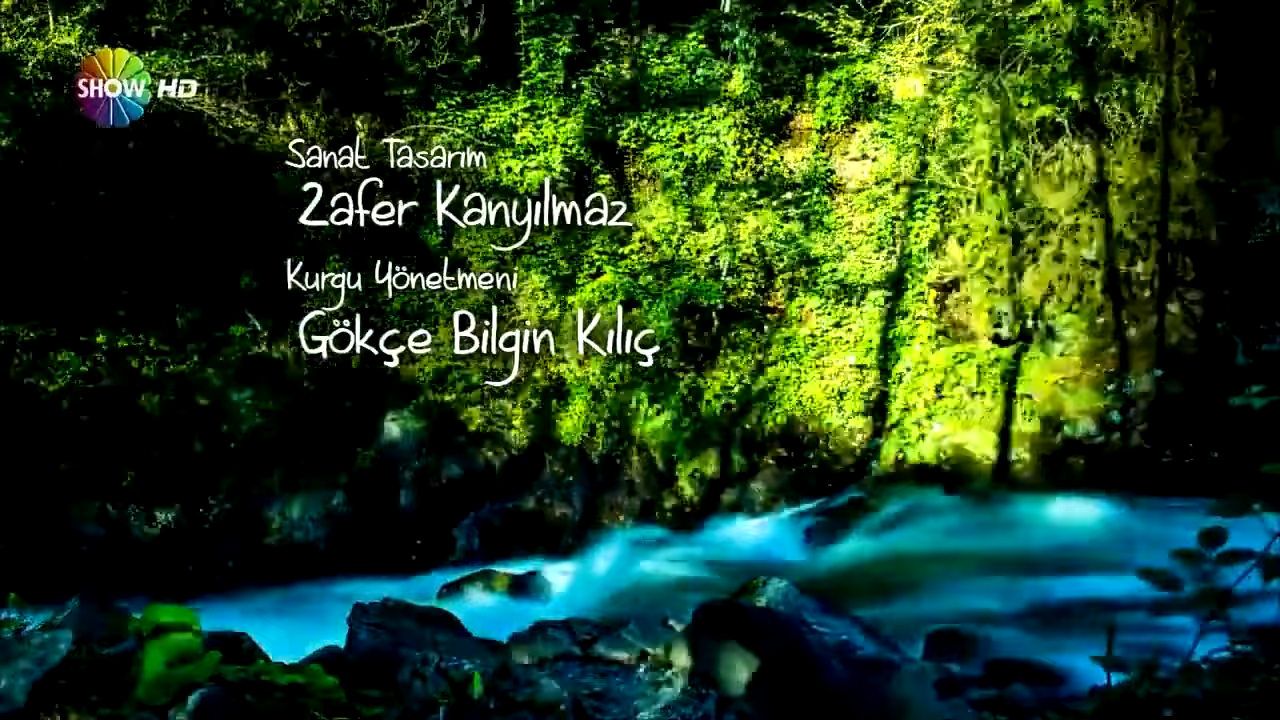 SHOW HD
Sanat Tasarım
Zafer Kanyılmaz
Kurgu Yönetmeni
Gökçe Bilgin Kılıç